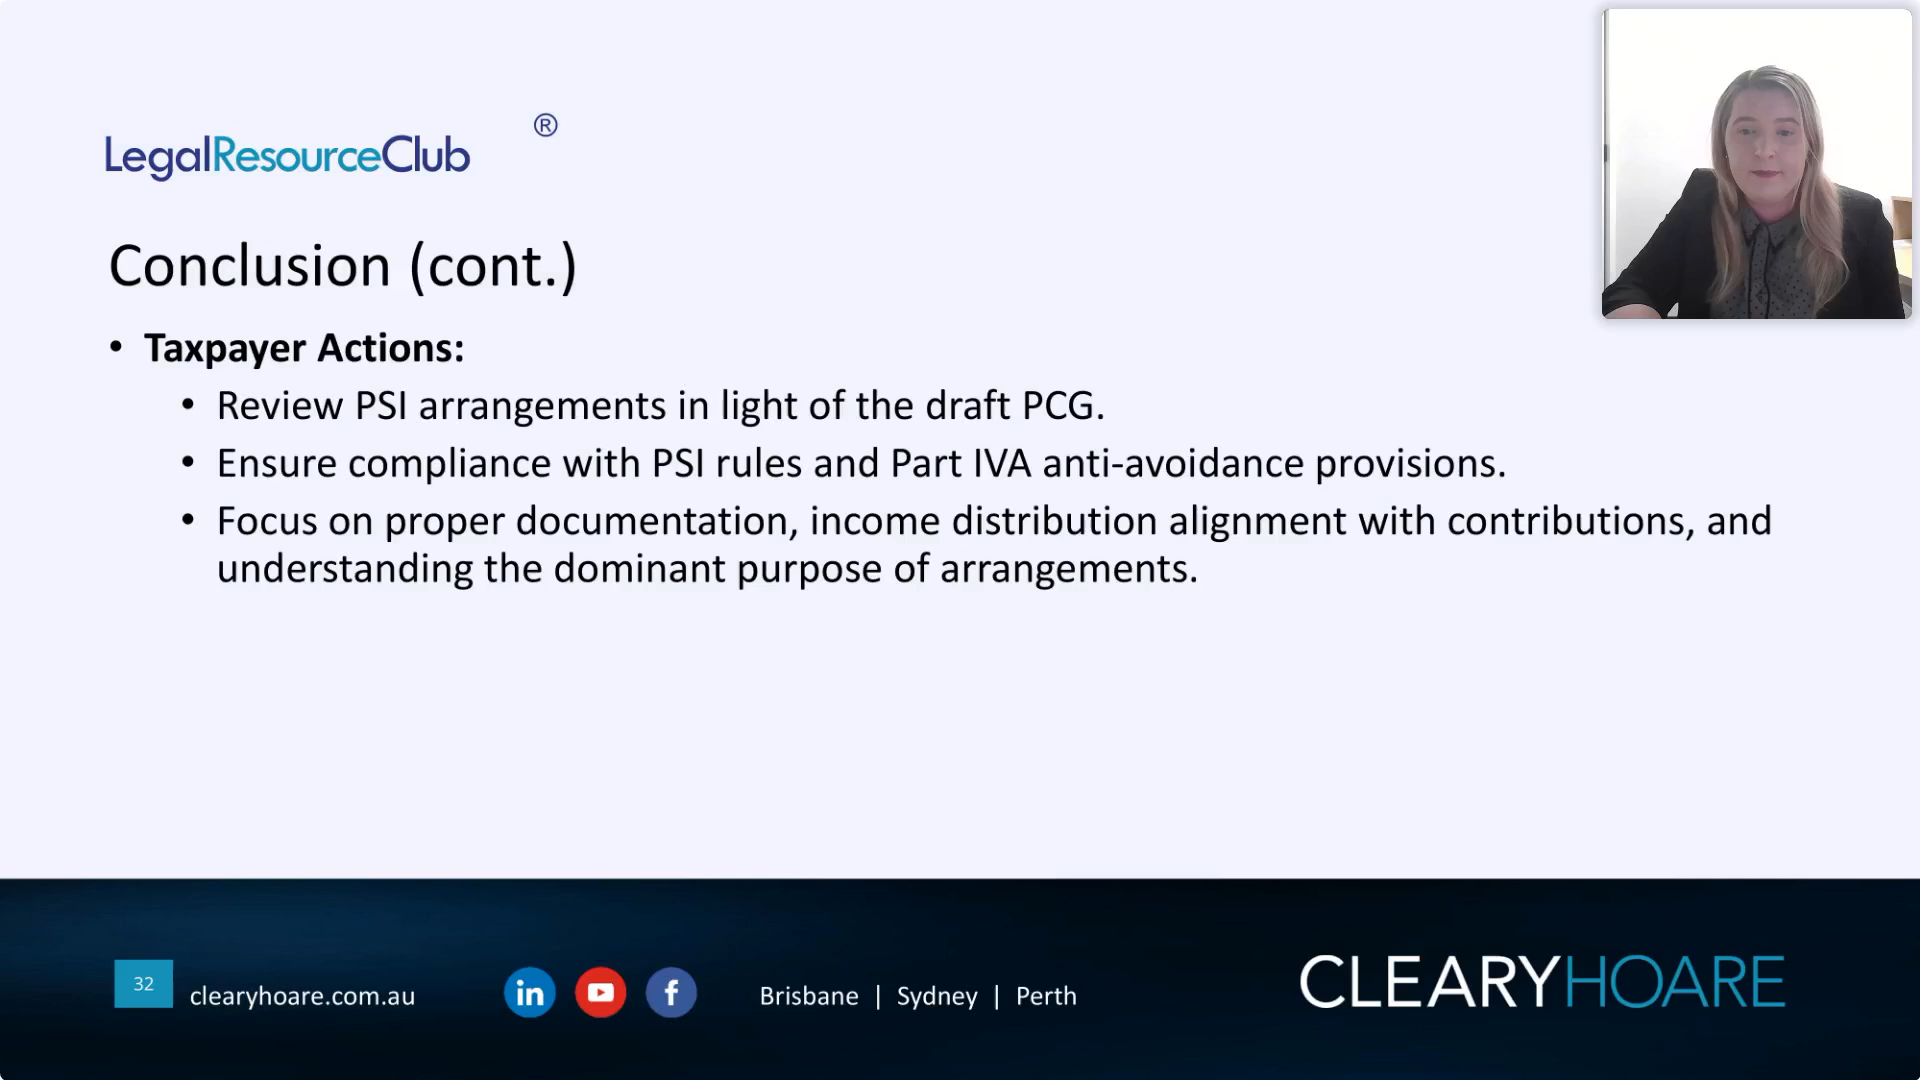 LegalResourceClub ®
Conclusion (cont.)
• Taxpayer Actions:
• Review PSI arrangements in light of the draft PCG.
• Ensure compliance with PSI rules and Part IVA anti-avoidance provisions.
• Focus on proper documentation, income distribution alignment with contributions, and
understanding the dominant purpose of arrangements.
32
clearyhoare.com.au
in
f
Brisbane | Sydney | Perth
CLEARYHOARE